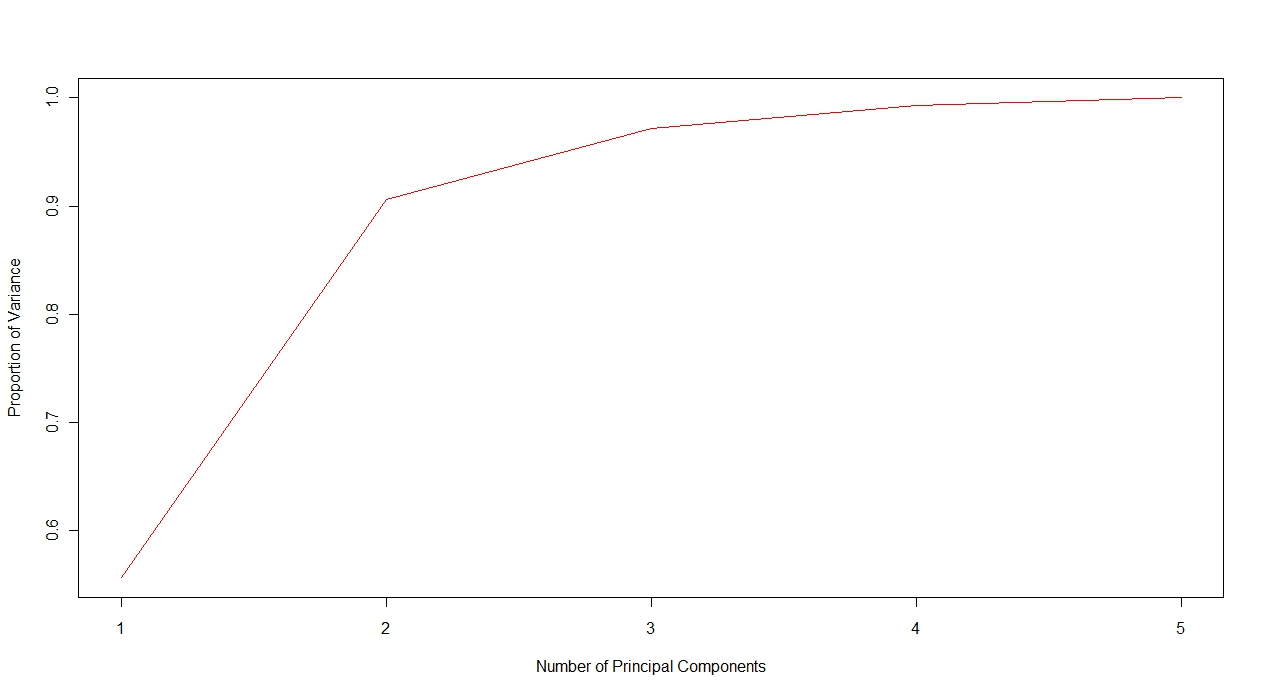 1.0
0.9
0.8
0.7
0.6
Proportion of Variance
1 2 3 4 5
Number of Principal Components